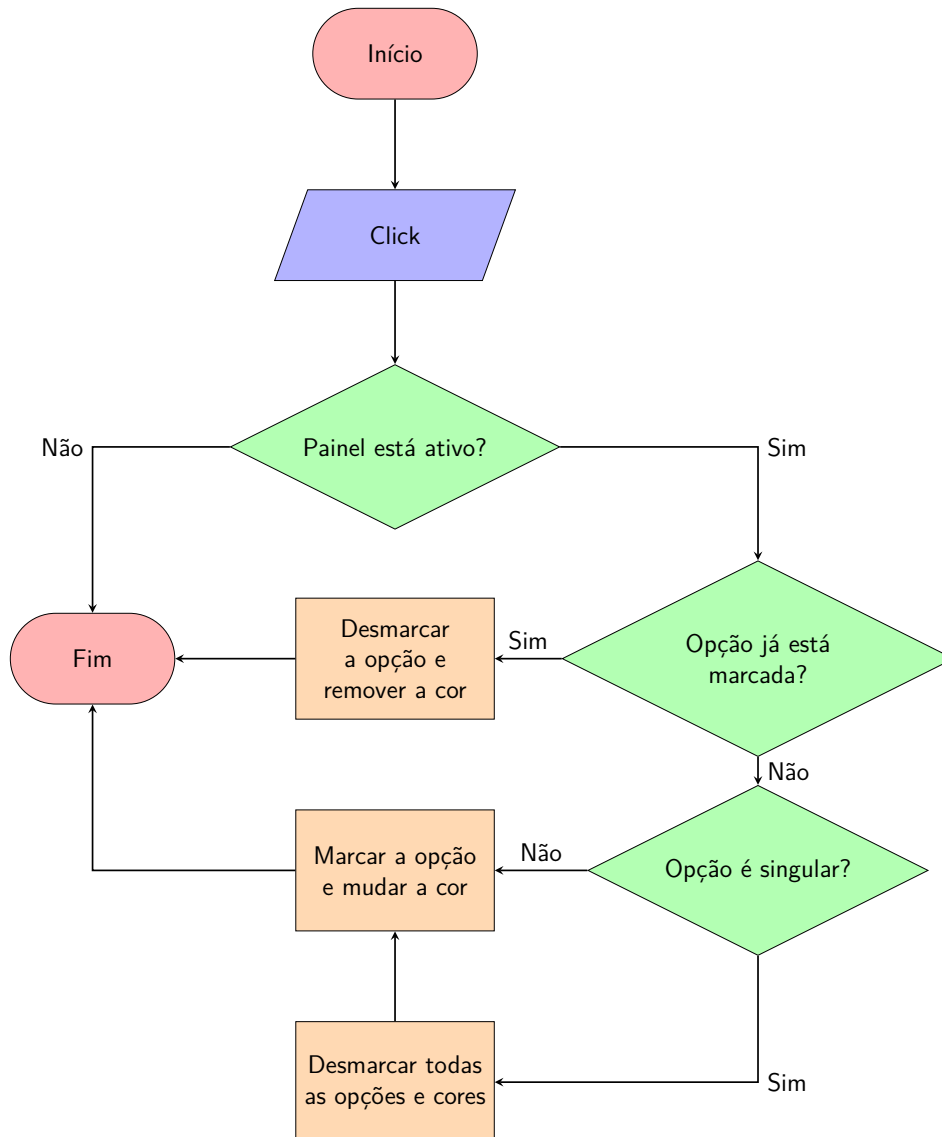 Início
Click
Painel está ativo?
Não
Sim
Fim
Desmarcar
a opção e
remover a cor
Sim
Opção já está
marcada?
Não
Marcar a opção
e mudar a cor
Não
Opção é singular?
Desmarcar todas
as opções e cores
Sim